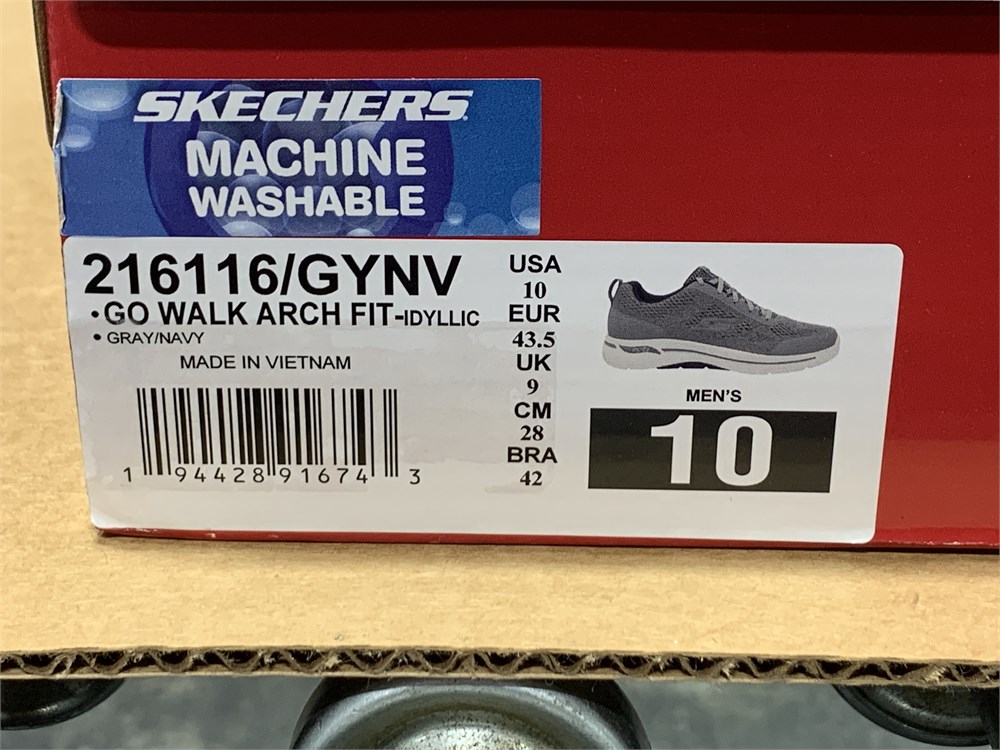 SKECHERS
MACHINE
WASHABLE
216116/GYNV
•GO WALK ARCH FIT-IDYLLIC
• GRAY/NAVY
MADE IN VIETNAM
1 94428 91674 3
USA
10
EUR
43.5
UK
9
CM
28
BRA
42
MEN'S
10